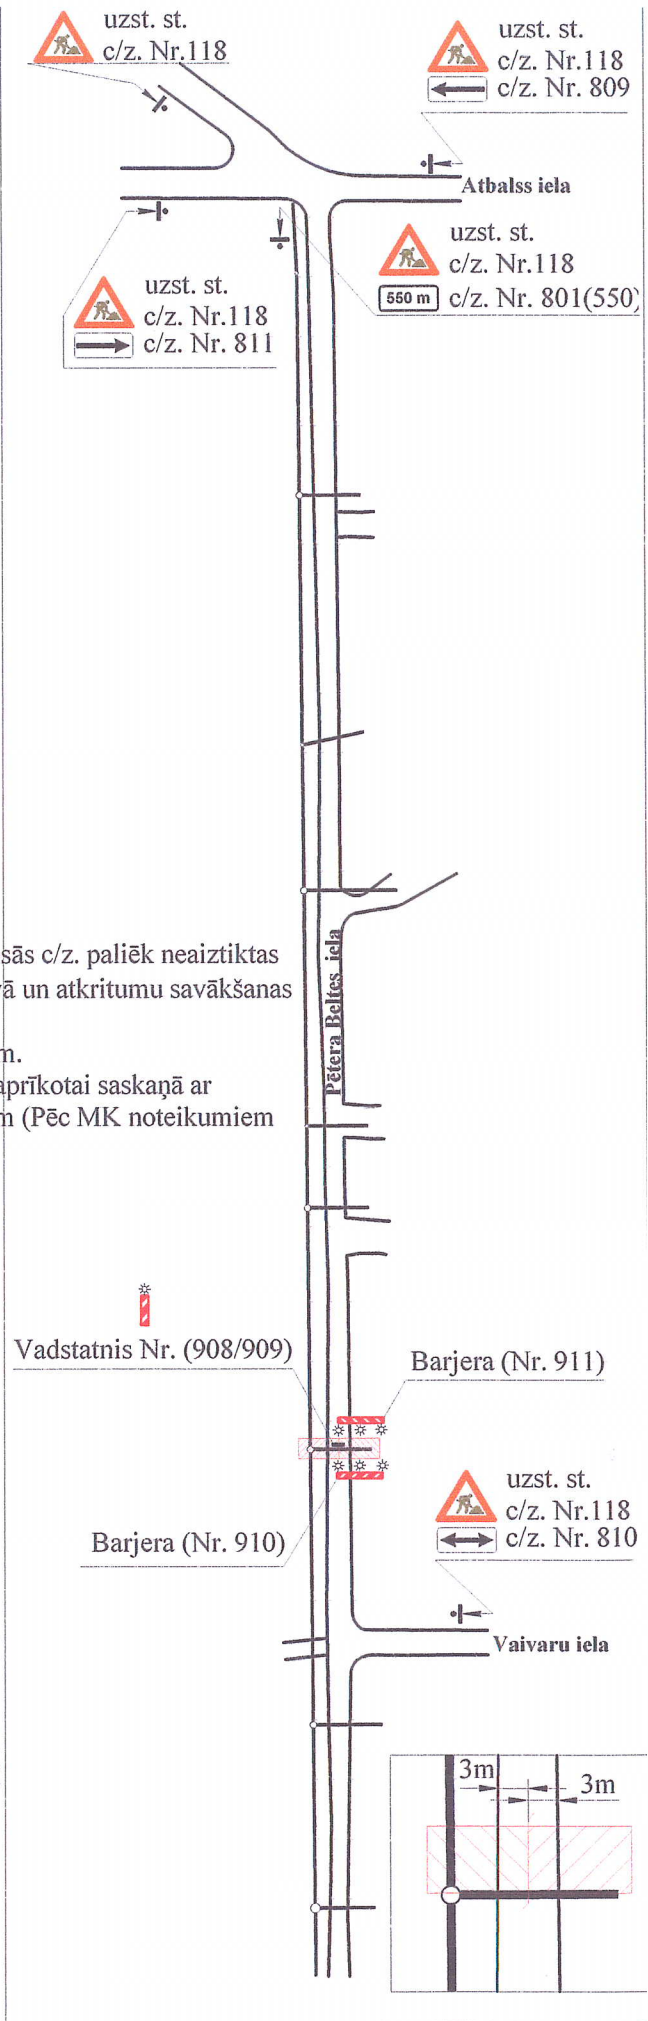 uzst. st.
c/z. Nr.118
uzst. st.
c/z. Nr.118
c/z. Nr. 809
Atbalss iela
uzst. st.
c/z. Nr.118
550 m c/z. Nr. 801(550)
uzst. st.
c/z. Nr.118
c/z. Nr. 811
sās c/z. paliēk neaiztiktas
vā un atkritumu savākšanas
m.
aprīkotai saskaņā ar
m (Pēc MK noteikumiem
Pētera Beltes iela
Vadstatnis Nr. (908/909)
Barjera (Nr. 911)
Barjera (Nr. 910)
uzst. st.
c/z. Nr.118
c/z. Nr. 810
Vaivaru iela
3m
3m